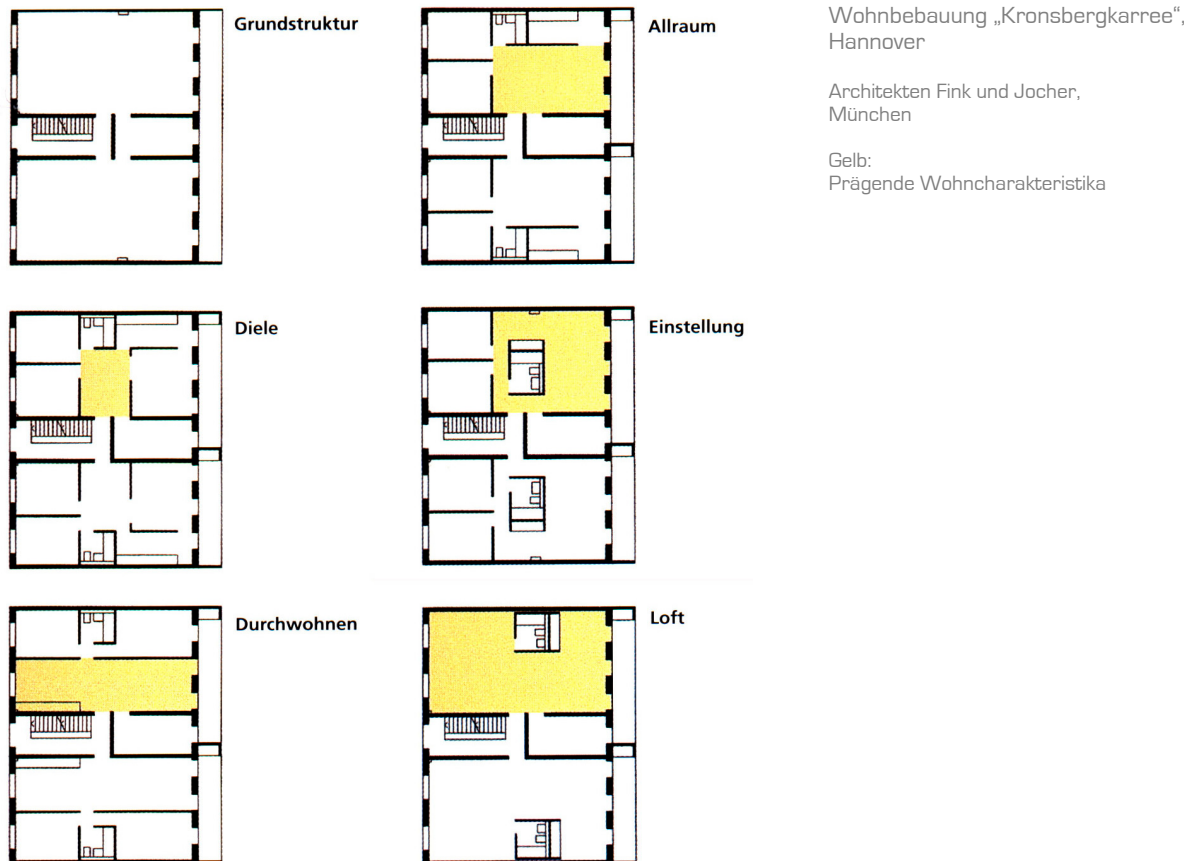 Grundstruktur
Allraum
Diele
Einstellung
Durchwohnen
Loft
Wohnbebauung „Kronsbergkarree“,
Hannover
Architekten Fink und Jocher,
München
Gelb:
Prägende Wohncharakteristika